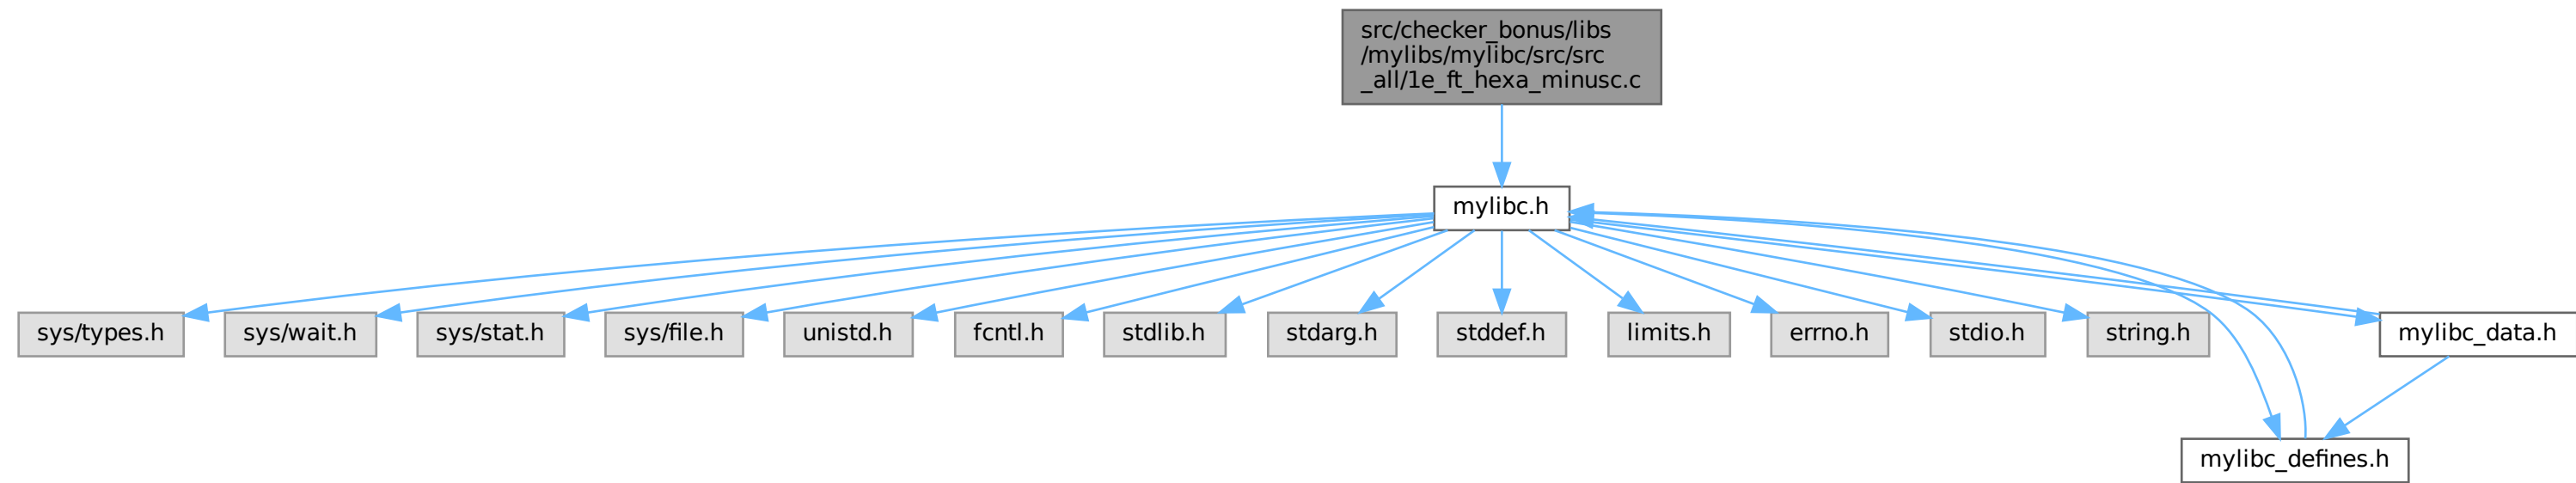 src/checker_bonus/libs
/mylibs/mylibc/src/src
_all/1e_ft_hexa_minusc.c
mylibc.h
sys/types.h
sys/wait.h
sys/stat.h
sys/file.h
unistd.h
fcntl.h
stdlib.h
stdarg.h
stddef.h
limits.h
errno.h
stdio.h
string.h
mylibc_data.h
mylibc_defines.h